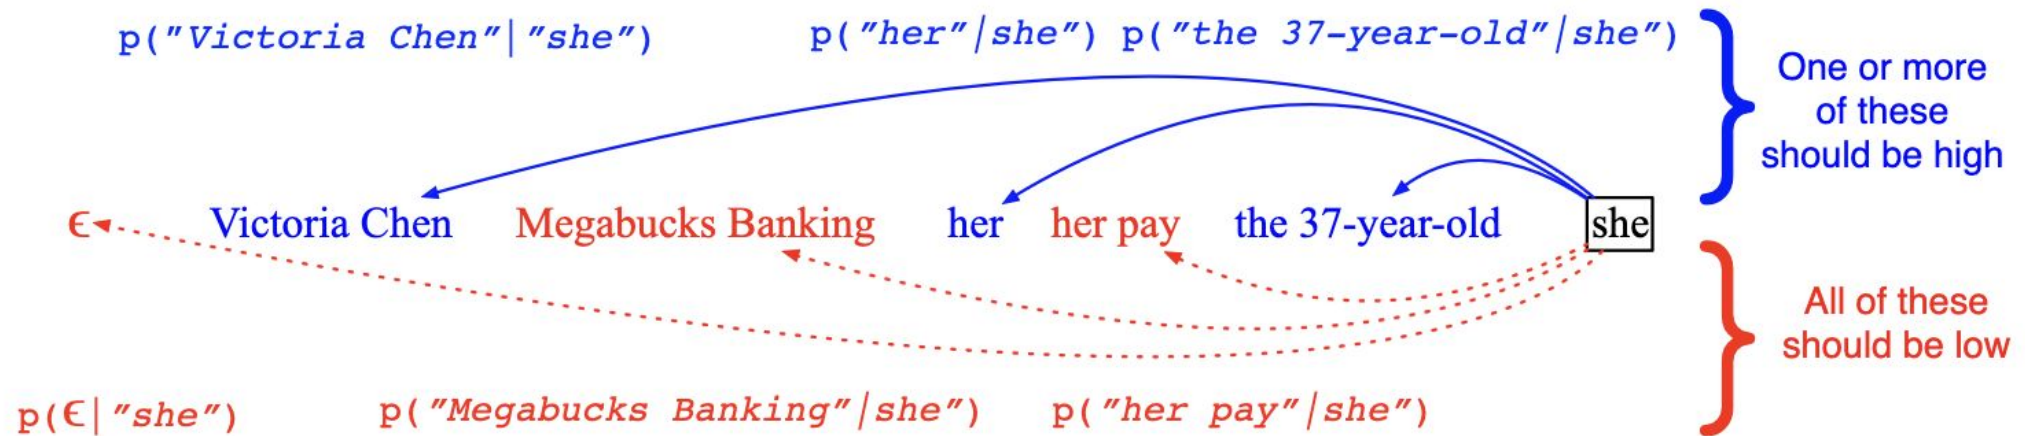 p(”Victoria Chen”|”she”) p(”her”|she”) p(”the 37-year-old”|she”)
One or more
of these
should be high
ϵ Victoria Chen Megabucks Banking her her pay the 37-year-old she
All of these
should be low
p(ϵ|”she”) p(”Megabucks Banking”|she”) p(”her pay”|she”)